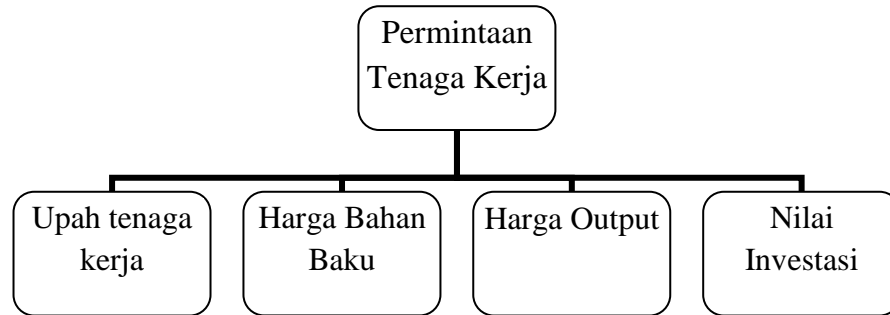 Permintaan
Tenaga Kerja
Upah tenaga
kerja
Harga Bahan
Baku
Harga Output
Nilai
Investasi